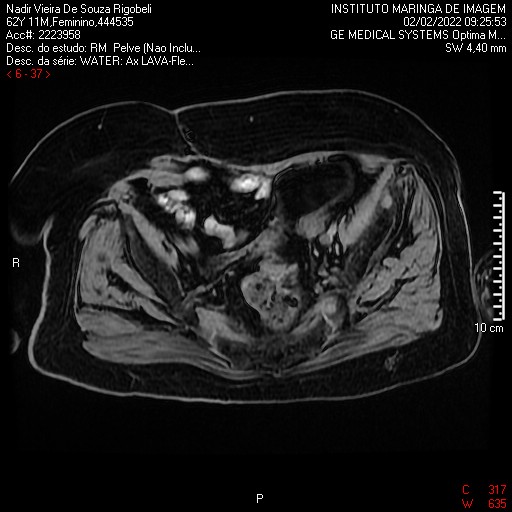 Nadir Vieira De Souza Rigobeli
62Y 11M,Feminino,444535
Acc#: 2223958
Desc. do estudo: RM Pelve (Nao Inclu...
Desc. da série: WATER: Ax LAVA-Fle...
< 6 - 37 >
INSTITUTO MARINGA DE IMAGEM
02/02/2022 09:25:53
GE MEDICAL SYSTEMS Optima M...
SW 4,40 mm
R
10 cm
P
C 317
W 635